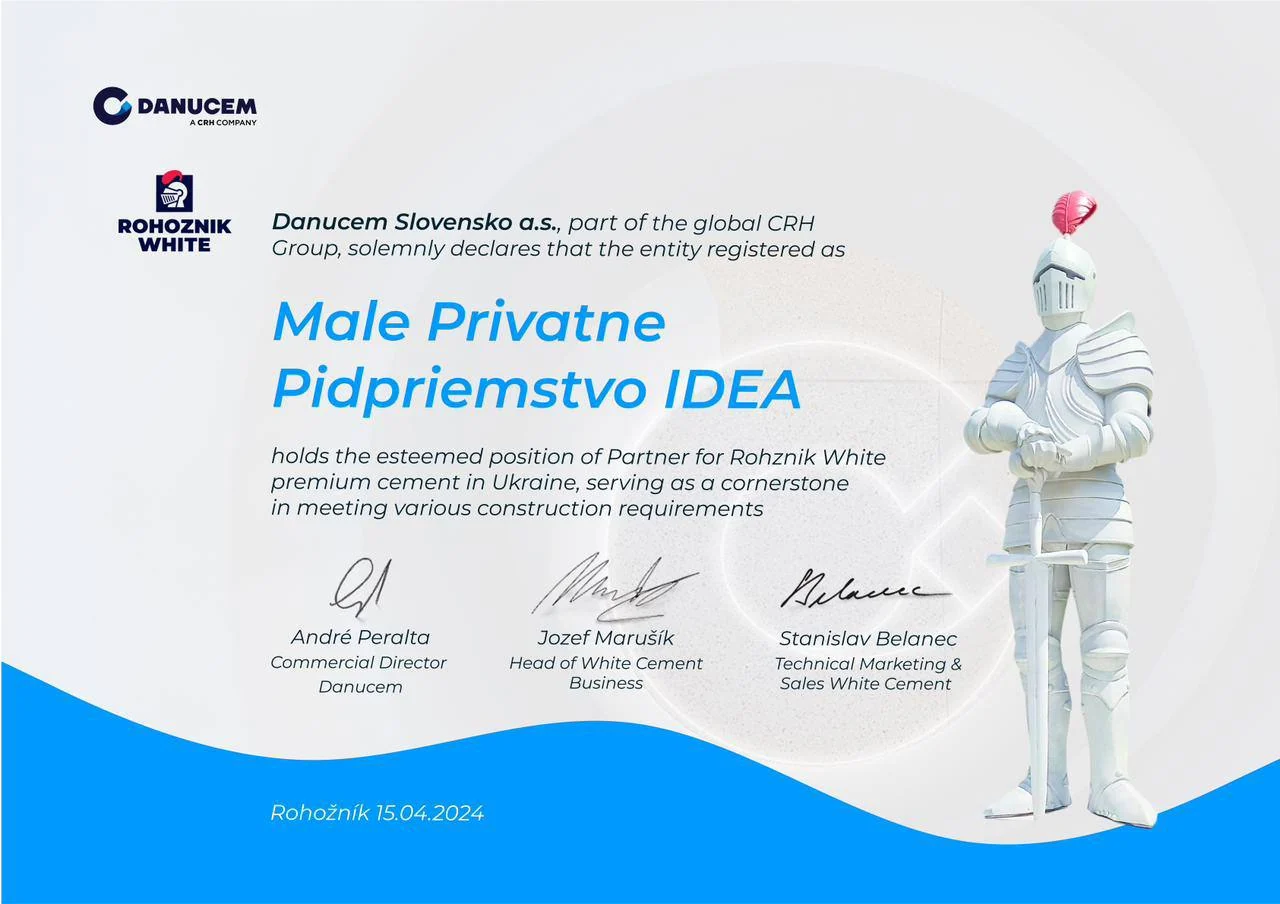 DANUCEM
A CRH COMPANY
ROHOZNIK
WHITE
Danucem Slovensko a.s., part of the global CRH
Group, solemnly declares that the entity registered as
Male Privatne
Pidpriemstvo IDEA
holds the esteemed position of Partner for Rohznik White
premium cement in Ukraine, serving as a cornerstone
in meeting various construction requirements
Belanec
André Peralta
Jozef Marušík
Stanislav Belanec
Commercial Director
Danucem
Head of White Cement
Business
Technical Marketing &
Sales White Cement
Rohožník 15.04.2024